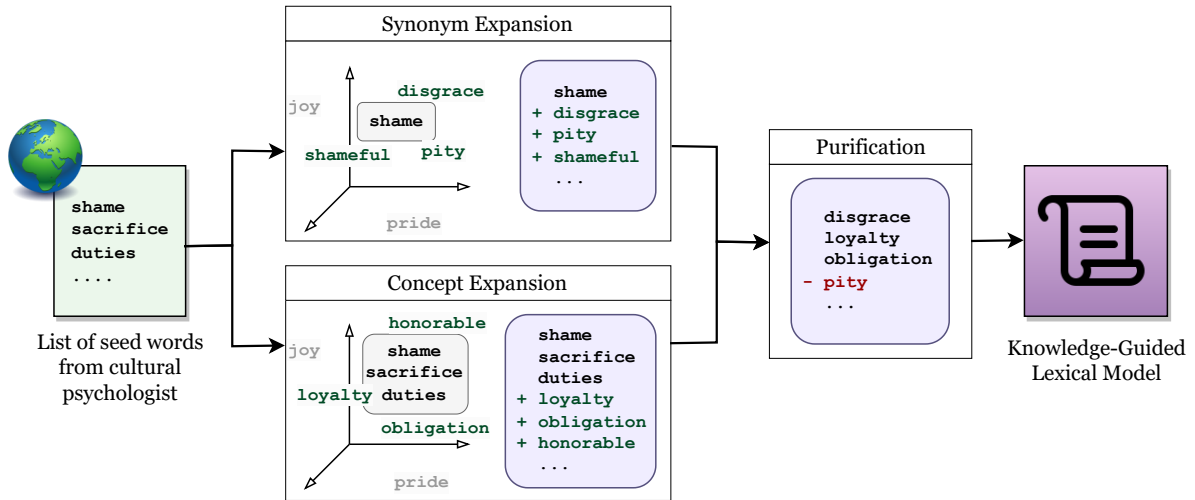 shame
sacrifice
duties
....
List of seed words
from cultural
psychologist
Synonym Expansion
joy
disgrace
shame
shameful
pity
pride
shame
+ disgrace
+ pity
+ shameful
...
Concept Expansion
joy
honorable
shame
sacrifice
loyalty
duties
obligation
pride
shame
sacrifice
duties
+ loyalty
+ obligation
+ honorable
...
Purification
disgrace
loyalty
obligation
- pity
...
Knowledge-Guided
Lexical Model